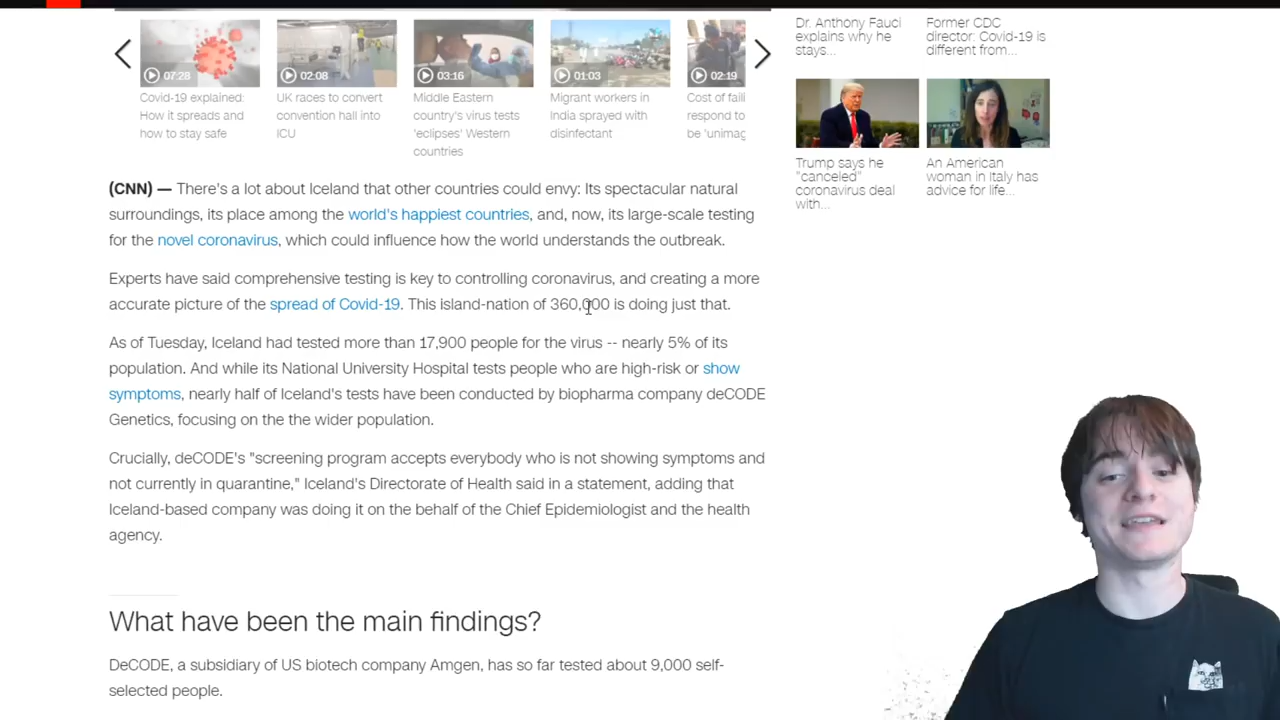 07:28
02:08
03:16
01:03
02:19
Covid-19 explained:
How it spreads and
how to stay safe
UK races to convert
convention hall into
ICU
Middle Eastern
country's virus tests
'eclipses' Western
countries
Migrant workers in
India sprayed with
disinfectant
Cost of faili
respond to
be 'unimag
Dr. Anthony Fauci
explains why he
stays...
Former CDC
director: Covid-19 is
different from...
Trump says he
"canceled"
coronavirus deal
with...
An American
woman in Italy has
advice for life...
(CNN) — There's a lot about Iceland that other countries could envy: Its spectacular natural
surroundings, its place among the world's happiest countries, and, now, its large-scale testing
for the novel coronavirus, which could influence how the world understands the outbreak.
Experts have said comprehensive testing is key to controlling coronavirus, and creating a more
accurate picture of the spread of Covid-19. This island-nation of 360,000 is doing just that.
As of Tuesday, Iceland had tested more than 17,900 people for the virus -- nearly 5% of its
population. And while its National University Hospital tests people who are high-risk or show
symptoms, nearly half of Iceland's tests have been conducted by biopharma company deCODE
Genetics, focusing on the the wider population.
Crucially, deCODE's "screening program accepts everybody who is not showing symptoms and
not currently in quarantine," Iceland's Directorate of Health said in a statement, adding that
Iceland-based company was doing it on the behalf of the Chief Epidemiologist and the health
agency.
What have been the main findings?
DeCODE, a subsidiary of US biotech company Amgen, has so far tested about 9,000 self-
selected people.